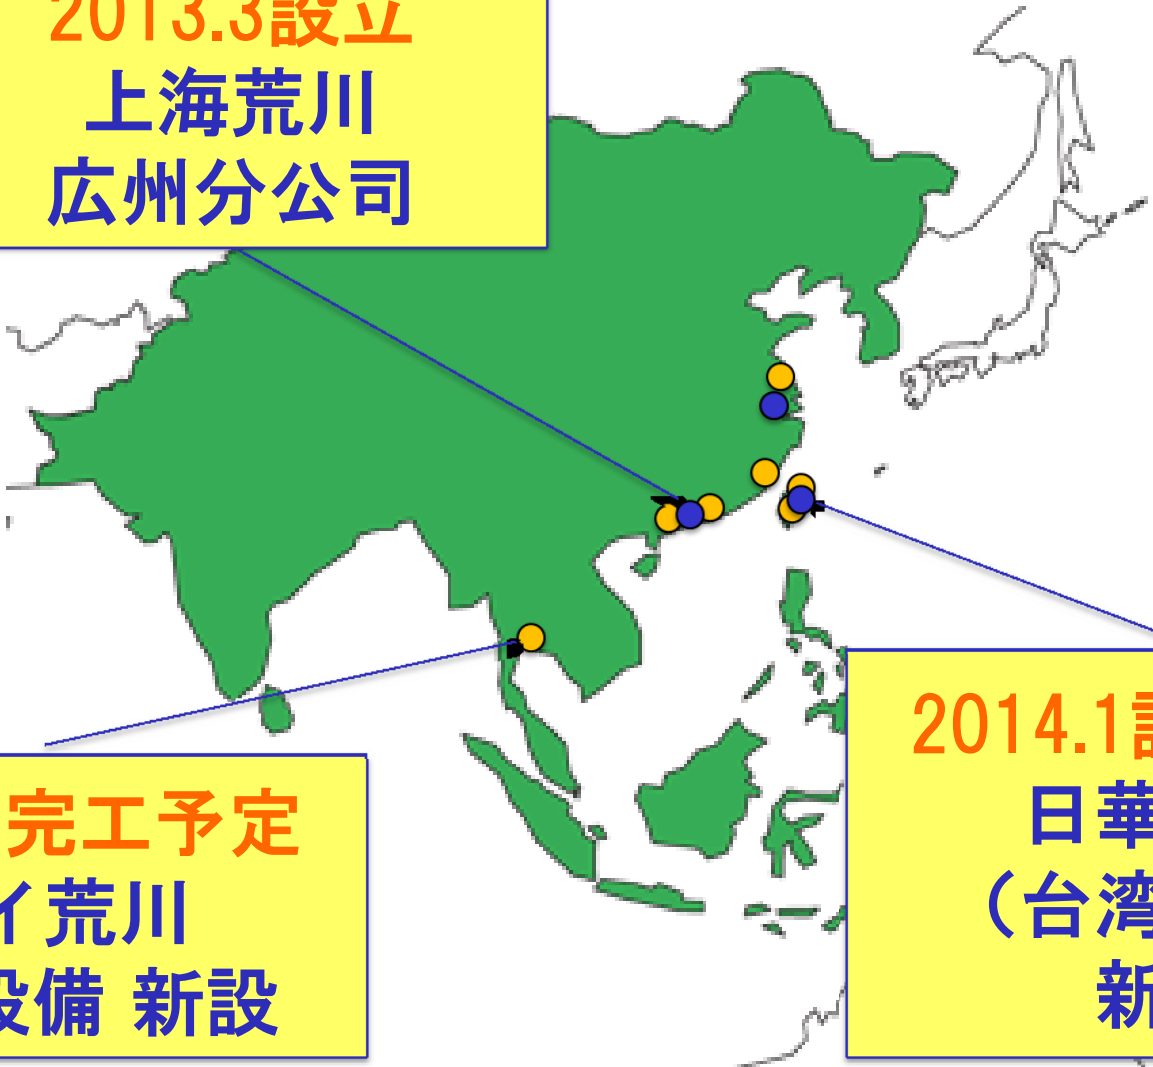 2013.3設立
上海荒川
広州分公司
完工予定
イ荒川
設備 新設
2014.1設
日華
（台湾
新